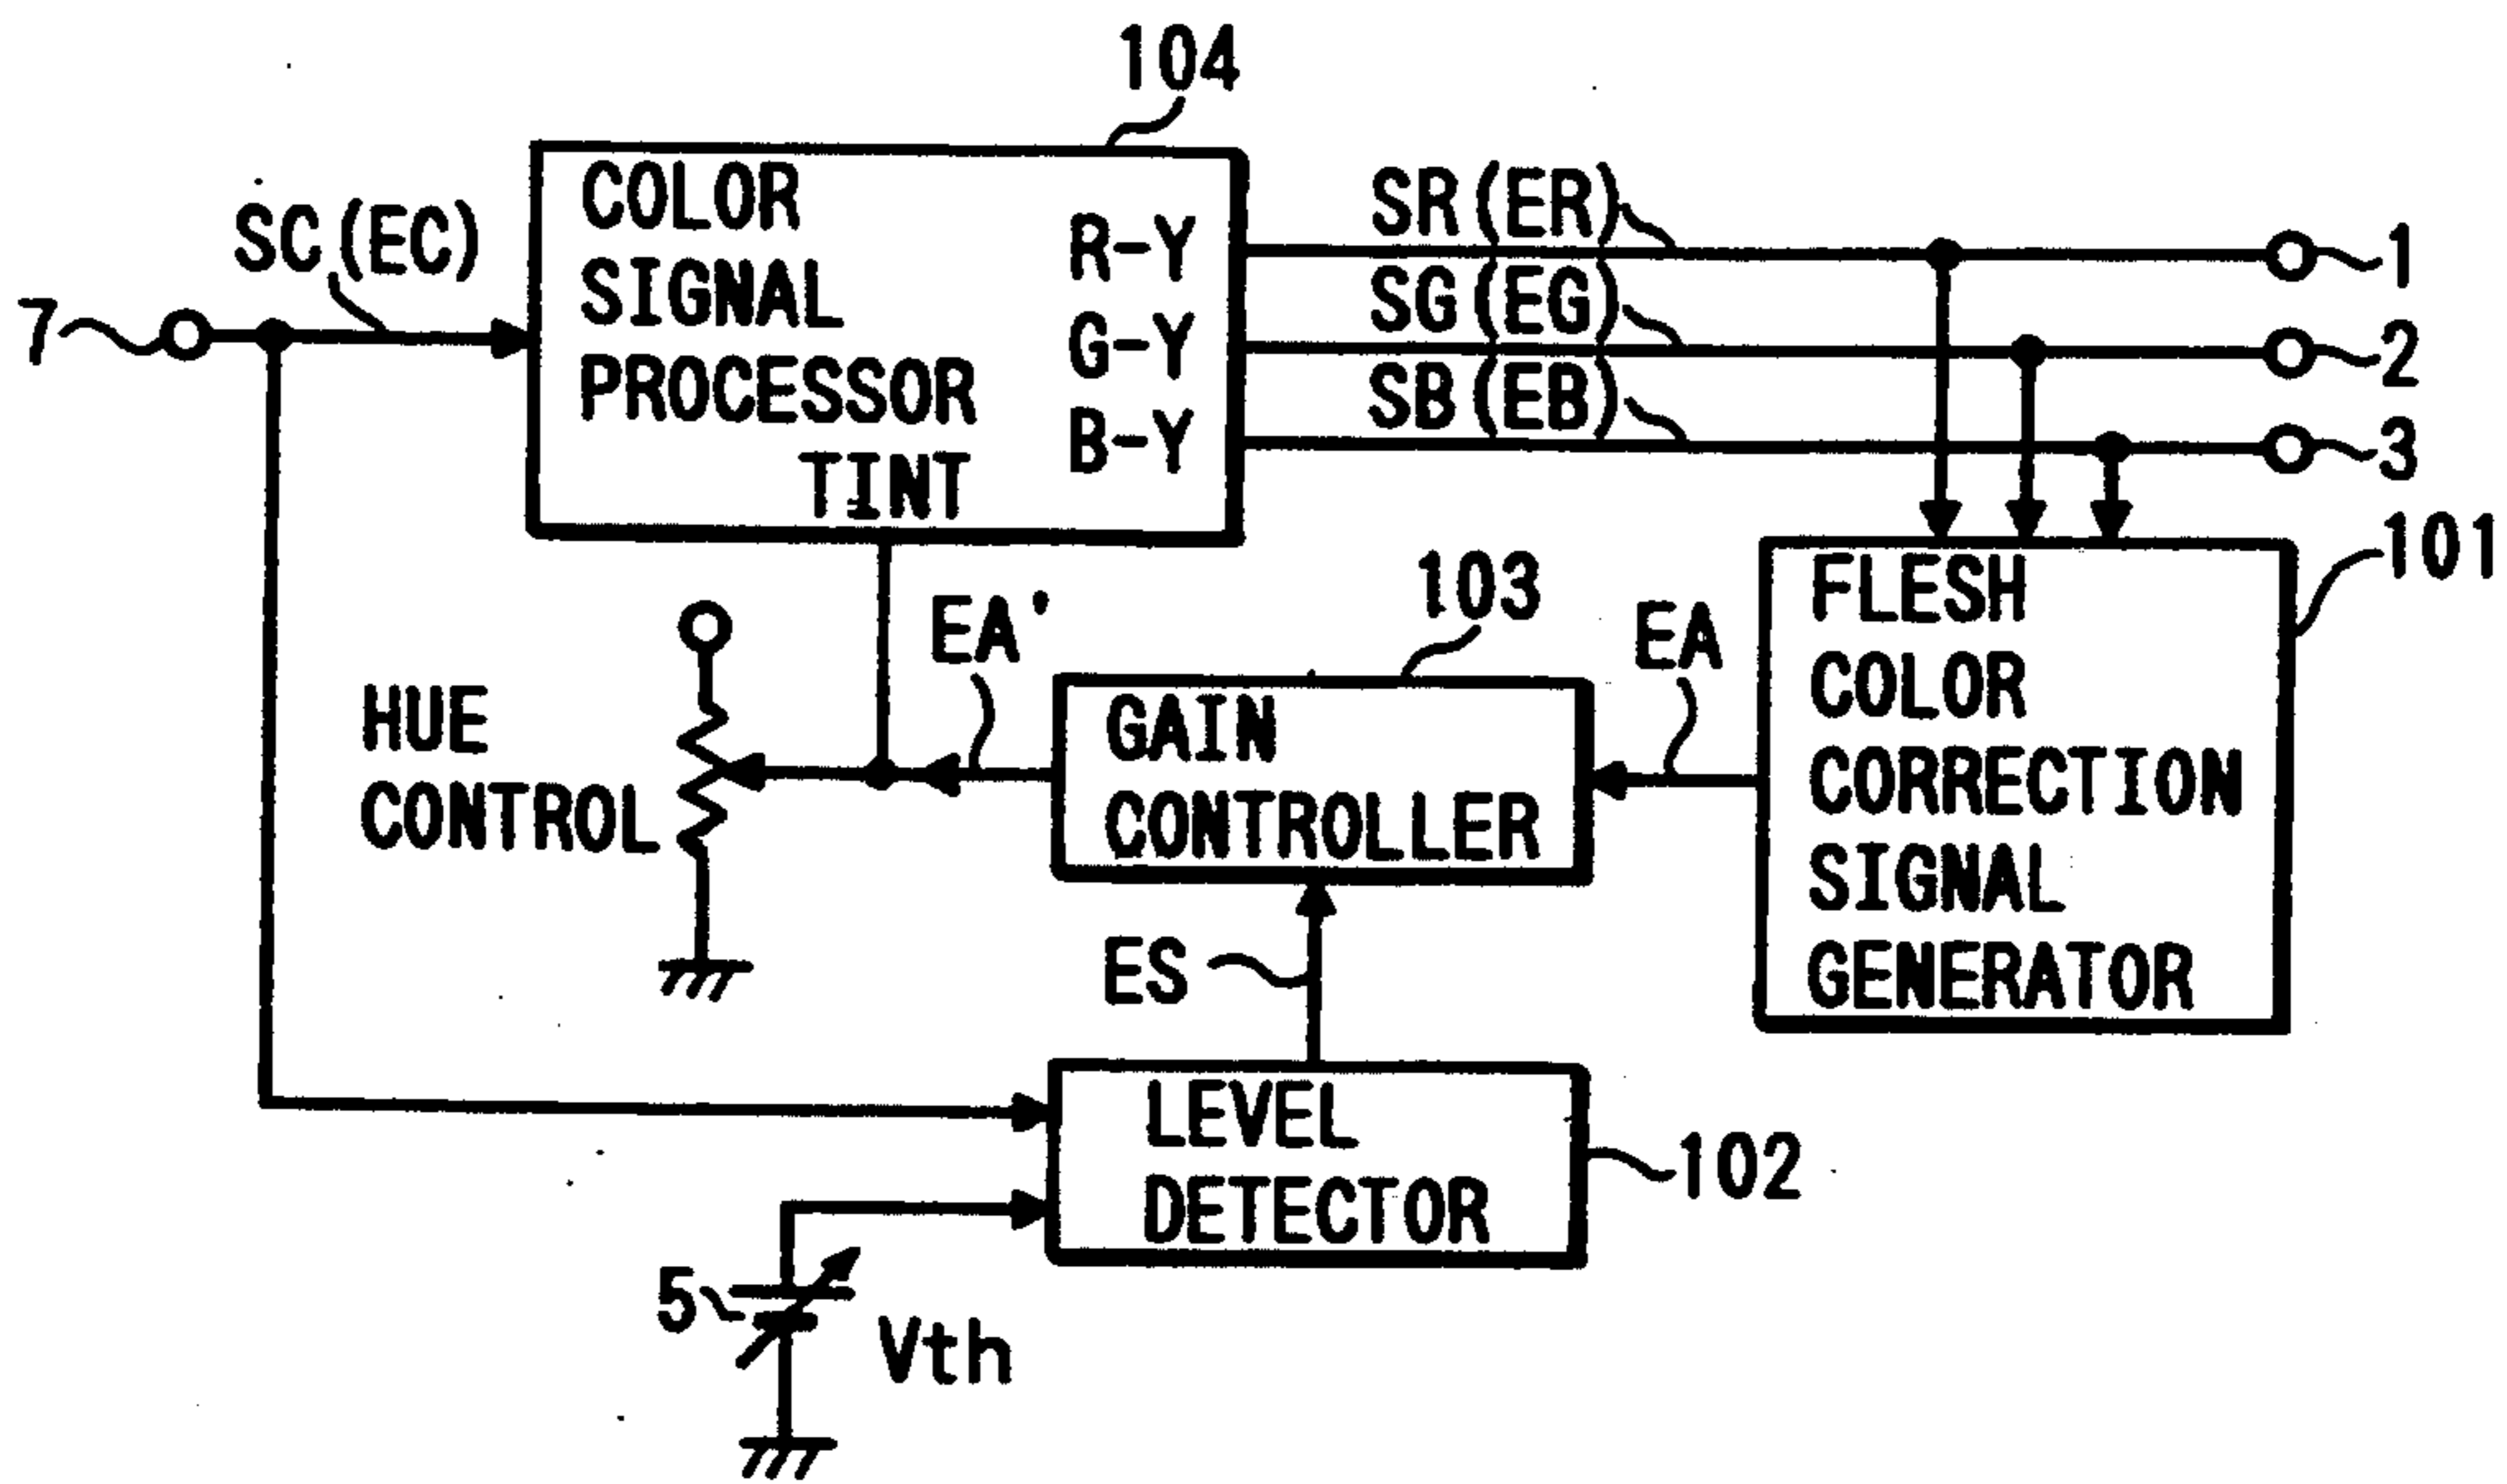 104
COLOR
SIGNAL
PROCESSOR
TINT
R-Y
G-Y
B-Y
SC(EC)
7
SR(ER)
SG(EG)
SB(EB)
1
2
3
101
FLESH
COLOR
CORRECTION
SIGNAL
GENERATOR
103
EA'
EA
GAIN
CONTROLLER
HUE
CONTROL
ES
LEVEL
DETECTOR
102
5
Vth